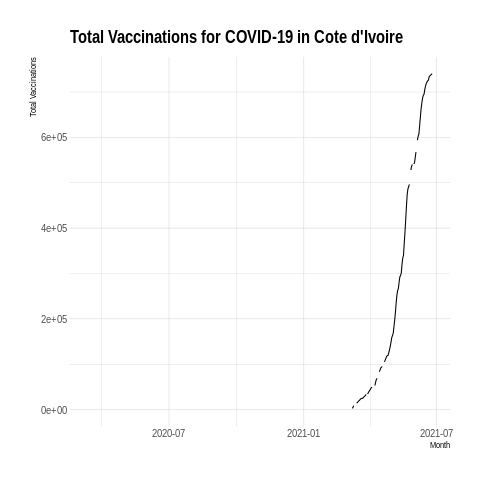 Total Vaccinations for COVID-19 in Cote d'Ivoire
Total Vaccinations
6e+05
4e+05
2e+05
0e+00
2020-07
2021-01
2021-07
Month